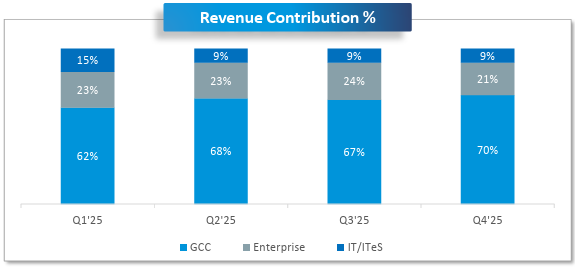 Revenue Contribution %
15% 9% 9% 9%
23% 23% 24% 21%
62% 68% 67% 70%
Q1'25 Q2'25 Q3'25 Q4'25
GCC Enterprise IT/ITeS